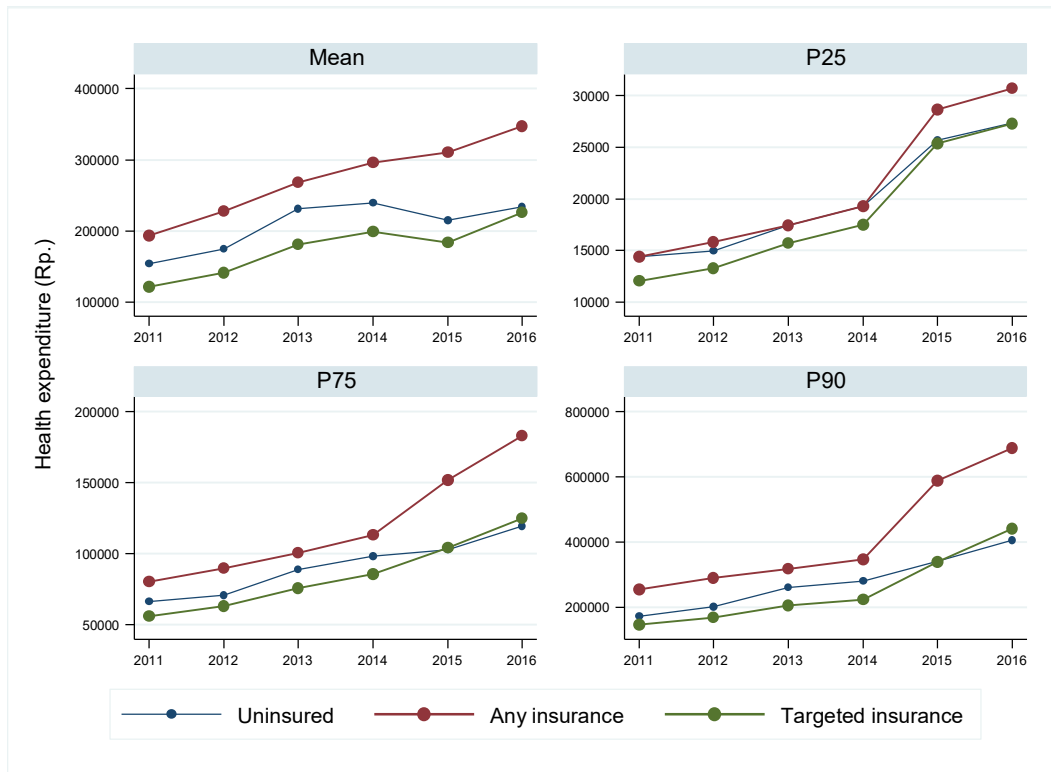 Mean
P25
400000
300000
200000
100000
2011 2012 2013 2014 2015 2016
30000
25000
20000
15000
10000
2011 2012 2013 2014 2015 2016
P75
P90
200000
150000
100000
50000
2011 2012 2013 2014 2015 2016
800000
600000
400000
200000
2011 2012 2013 2014 2015 2016
Health expenditure (Rp.)
Uninsured Any insurance Targeted insurance